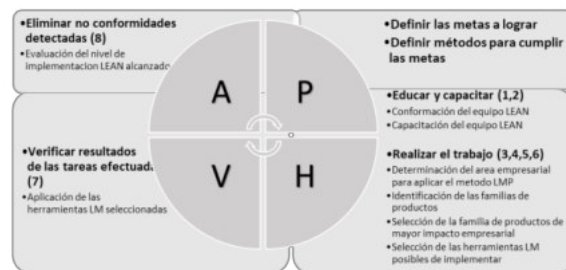 •Eliminar no conformidades
detectadas (8)
•Evaluación del nivel de
implementacion LEAN alcanzado
•Definir las metas a lograr
•Definir métodos para cumplir
las metas
A
P
•Educar y capacitar (1,2)
•Conformación del equipo LEAN
•Capacitación del equipo LEAN
•Verificar resultados
de las tareas efectuadas
(7)
•Aplicación de las
herramientas LM seleccionadas
V
H
•Realizar el trabajo (3,4,5,6)
•Determinación del area empresarial
para aplicar el metodo LMP
•Identificación de las familias de
productos
•Selección de la familia de productos de
mayor impacto empresarial
•Selección de las herramientas LM
posibles de implementar